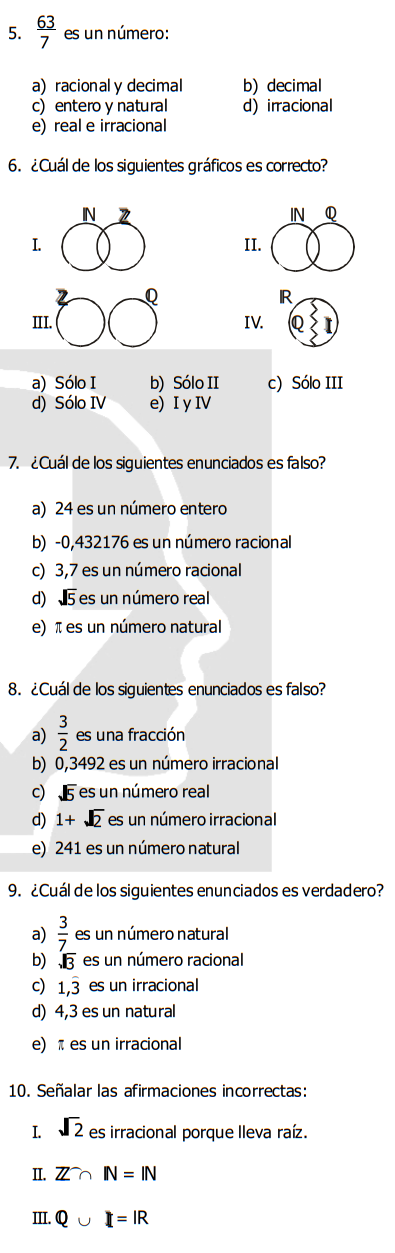 5. 63/7 es un número:
a) racional y decimal b) decimal
c) entero y natural d) irracional
e) real e irracional
6. ¿Cuál de los siguientes gráficos es correcto?
ℕ ℤ ℕ ℚ
I. II.
ℤ ℚ ℝ
III. IV. ℚ 𝕀
a) Sólo I b) Sólo II c) Sólo III
d) Sólo IV e) I y IV
7. ¿Cuál de los siguientes enunciados es falso?
a) 24 es un número entero
b) -0,432176 es un número racional
c) 3,7 es un número racional
d) √5 es un número real
e) π es un número natural
8. ¿Cuál de los siguientes enunciados es falso?
a) 3/2 es una fracción
b) 0,3492 es un número irracional
c) √5 es un número real
d) 1+ √2 es un número irracional
e) 241 es un número natural
9. ¿Cuál de los siguientes enunciados es verdadero?
a) 3/7 es un número natural
b) √3 es un número racional
c) 1,3̂ es un irracional
d) 4,3 es un natural
e) π es un irracional
10. Señalar las afirmaciones incorrectas:
I. √2 es irracional porque lleva raíz.
II. ℤ ∩ ℕ = ℕ
III. ℚ ∪ 𝕀 = ℝ